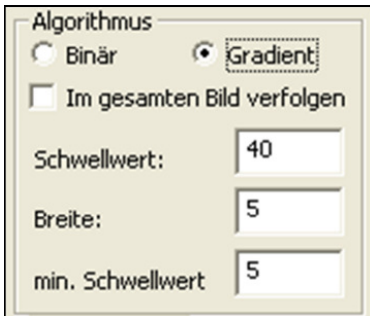 Algorithmus
Binär Gradient
Im gesamten Bild verfolgen
Schwellwert: 40
Breite: 5
min. Schwellwert 5